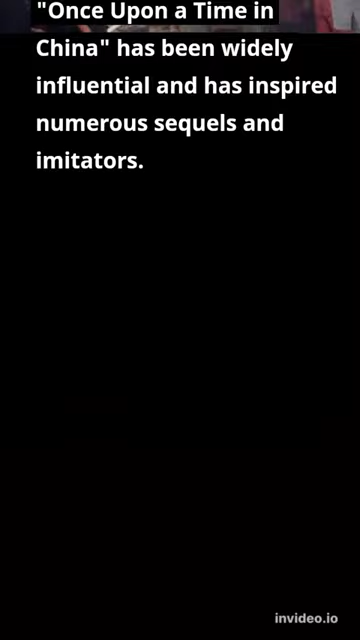 "Once Upon a Time in
China" has been widely
influential and has inspired
numerous sequels and
imitators.
invideo.io